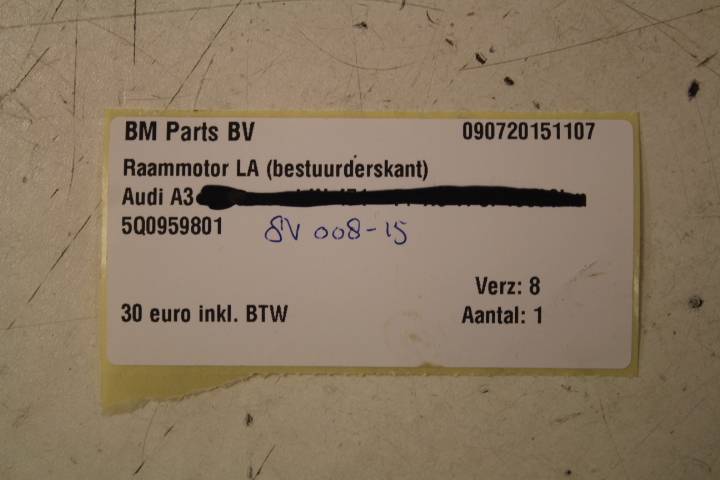 BM Parts BV 090720151107
Raammotor LA (bestuurderskant)
Audi A3
5Q0959801 8V 008-15
Verz: 8
30 euro inkl. BTW Aantal: 1